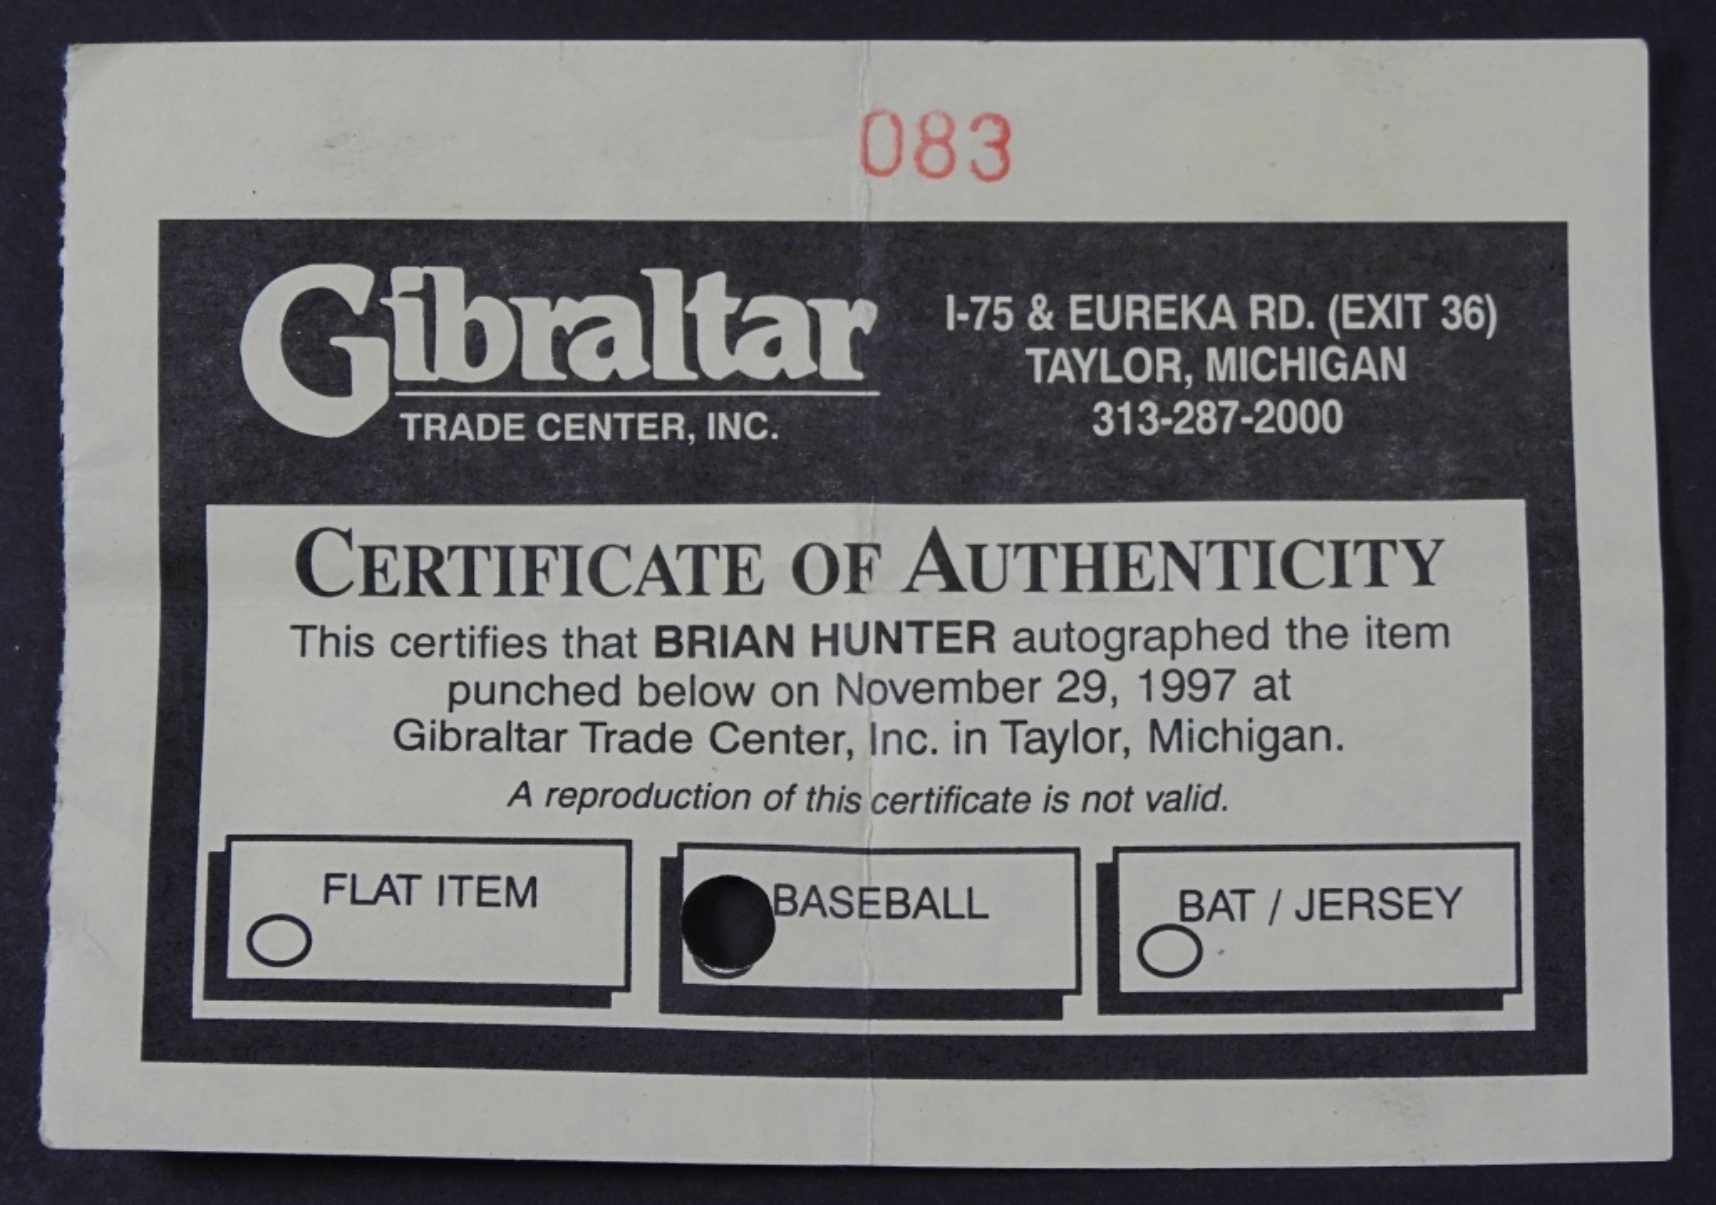 083
Gibraltar
TRADE CENTER, INC.
I-75 & EUREKA RD. (EXIT 36)
TAYLOR, MICHIGAN
313-287-2000
CERTIFICATE OF AUTHENTICITY
This certifies that BRIAN HUNTER autographed the item
punched below on November 29, 1997 at
Gibraltar Trade Center, Inc. in Taylor, Michigan.
A reproduction of this certificate is not valid.
FLAT ITEM
BASEBALL
BAT / JERSEY